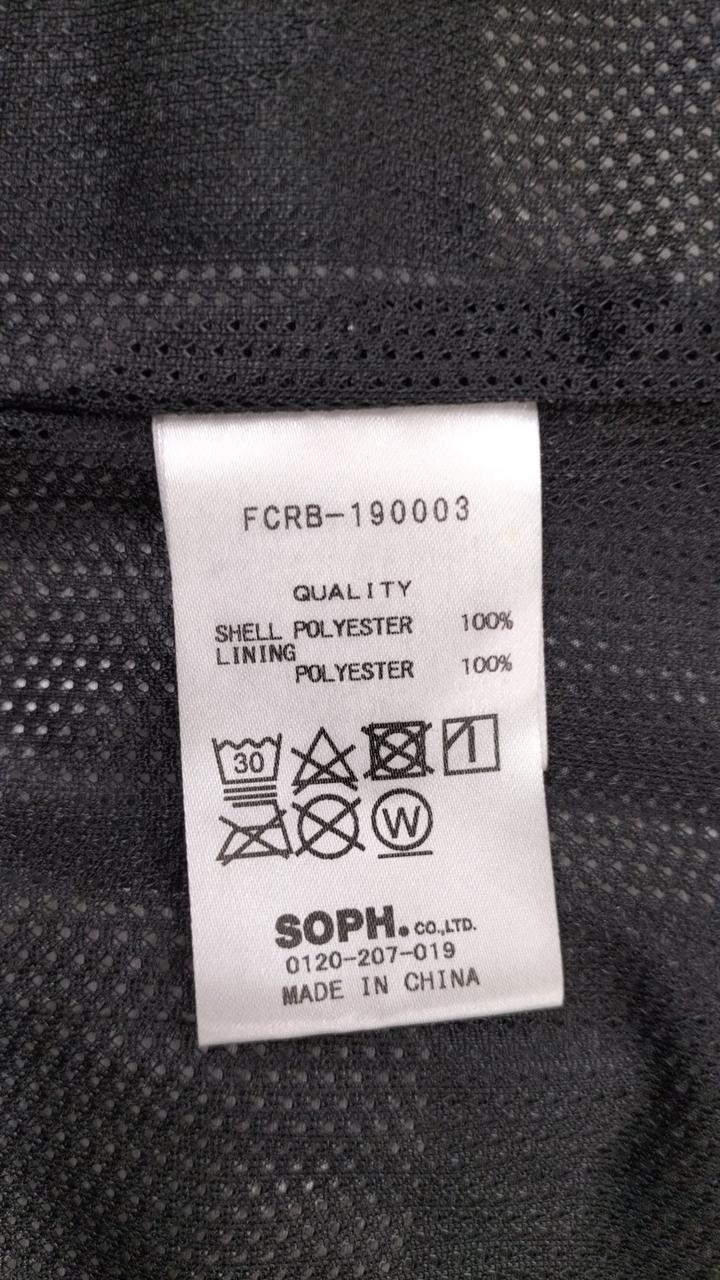 FCRB-190003
QUALITY
SHELL POLYESTER 100%
LINING
POLYESTER 100%
30
W
SOPH. CO.,LTD.
0120-207-019
MADE IN CHINA